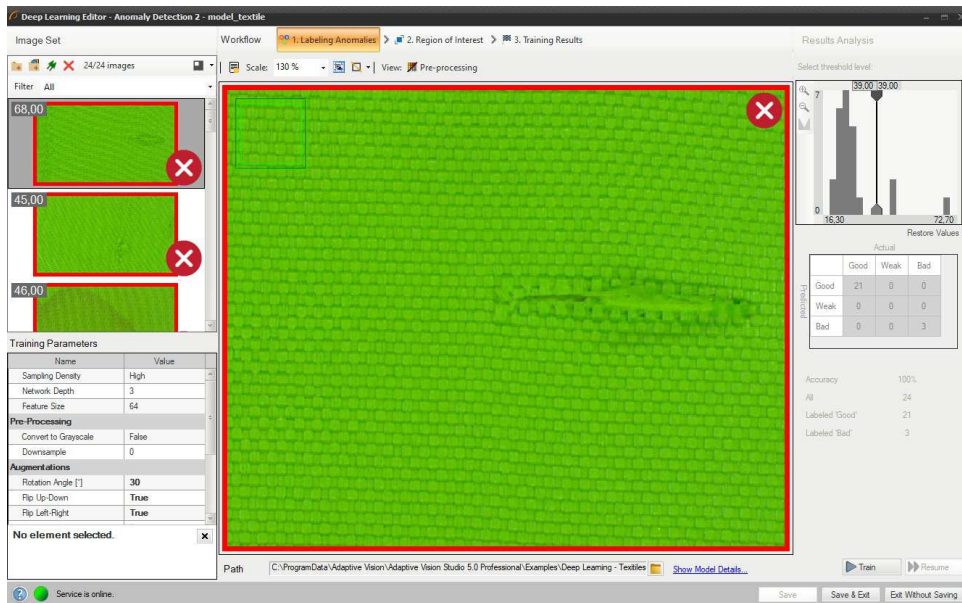 Deep Learning Editor - Anomaly Detection 2 - model_textile
Image Set
Workflow
1. Labeling Anomalies
2. Region of Interest
3. Training Results
Results Analysis
24/24 images
Scale: 130 %
View: Pre-processing
Select threshold level:
Filter All
68,00
45,00
46,00
39,00 39,00
7
0
16,30 72,70
Restore Values
Actual
Good Weak Bad
Predicted
Good 21 0 0
Weak 0 0 0
Bad 0 0 3
Training Parameters
Name Value
Sampling Density High
Network Depth 3
Feature Size 64
Pre-Processing
Convert to Grayscale False
Downsample 0
Augmentations
Rotation Angle [°] 30
Flip Up-Down True
Flip Left-Right True
Accuracy 100%
All 24
Labeled 'Good' 21
Labeled 'Bad' 3
No element selected.
Path C:\ProgramData\Adaptive Vision\Adaptive Vision Studio 5.0 Professional\Examples\Deep Learning - Textiles
Show Model Details...
Train
Resume
Service is online.
Save
Save & Exit
Exit Without Saving